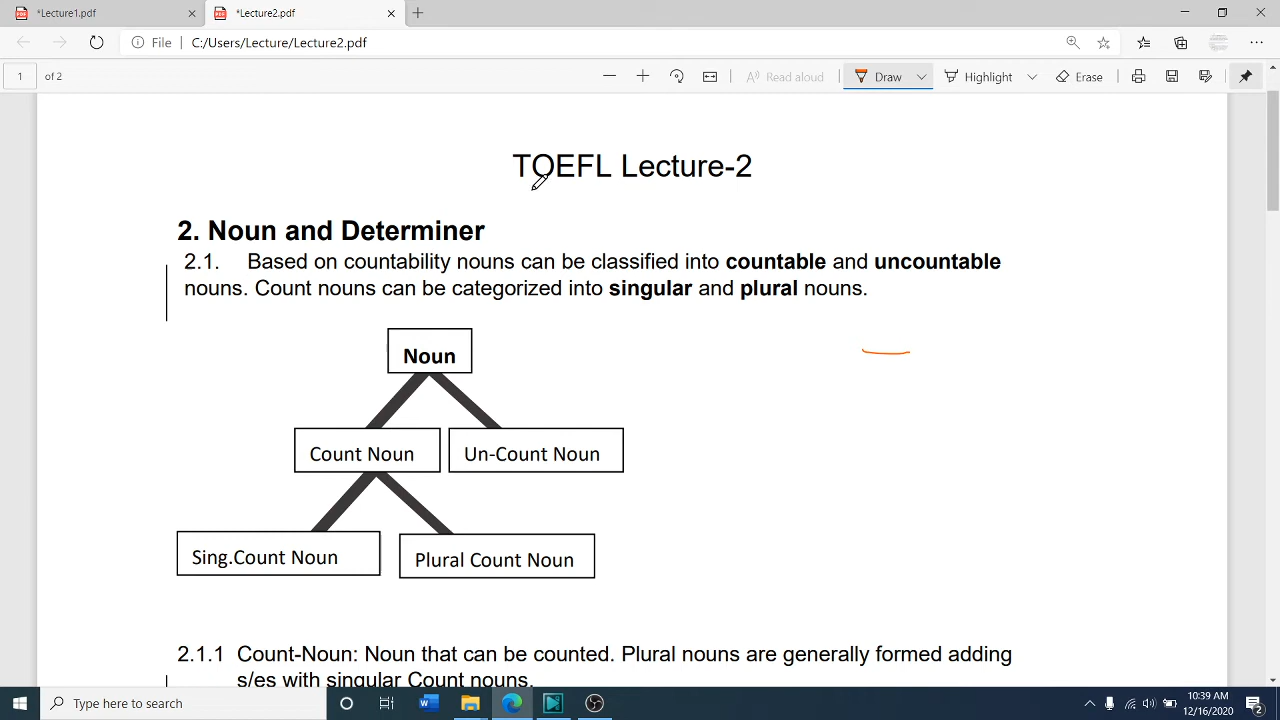 *Lecture1.pdf
*Lecture2.pdf
File C:/Users/Lecture/Lecture2.pdf
1 of 2 Read aloud Draw Highlight Erase
TOEFL Lecture-2
2. Noun and Determiner
2.1. Based on countability nouns can be classified into countable and uncountable
nouns. Count nouns can be categorized into singular and plural nouns.
Noun
Count Noun Un-Count Noun
Sing.Count Noun Plural Count Noun
2.1.1 Count-Noun: Noun that can be counted. Plural nouns are generally formed adding
s/es with singular Count nouns.
Type here to search
10:39 AM
12/16/2020
2